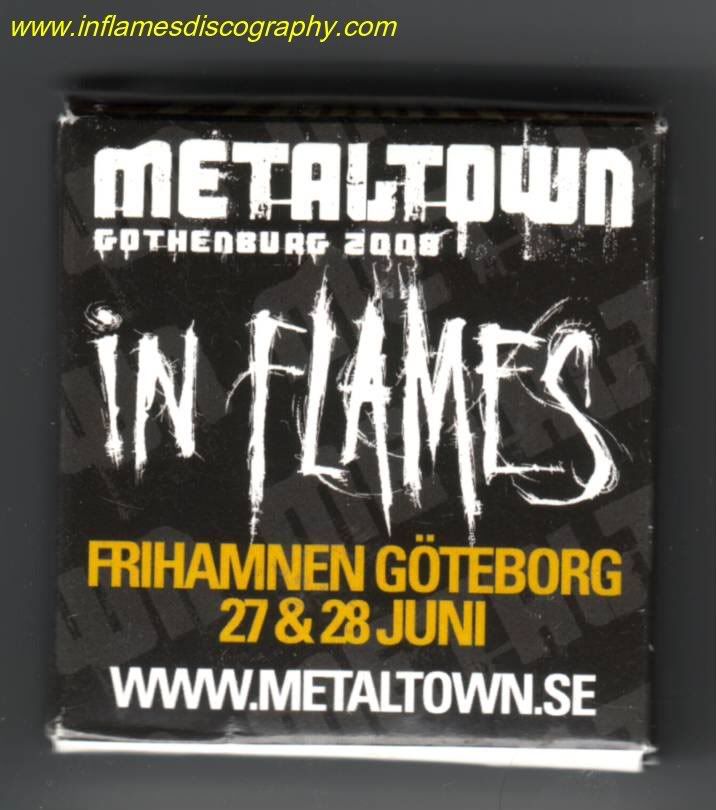 www.inflamesdiscography.com
METALTOWN
GOTHENBURG 2008
IN FLAMES
FRIHAMNEN GÖTEBORG
27 & 28 JUNI
WWW.METALTOWN.SE